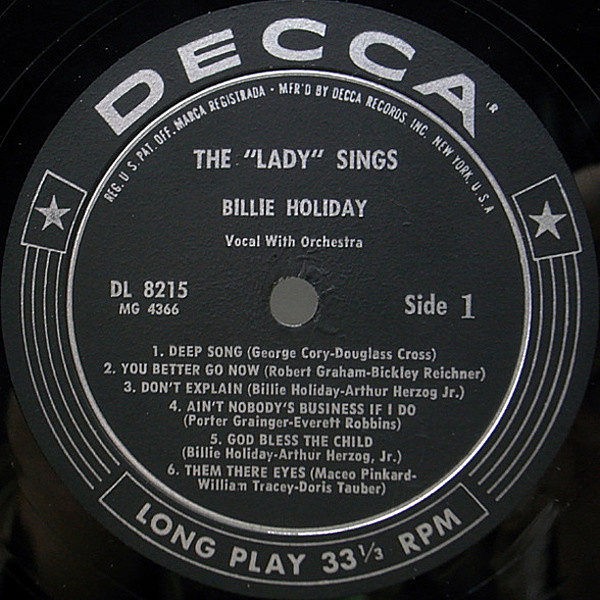 DECCA®
REG. U.S. PAT. OFF. MARCA REGISTRADA - MFR'D BY DECCA RECORDS INC. NEW YORK, U.S.A
THE "LADY" SINGS
BILLIE HOLIDAY
Vocal With Orchestra
DL 8215
MG 4366
Side 1
1. DEEP SONG (George Cory-Douglass Cross)
2. YOU BETTER GO NOW (Robert Graham-Bickley Reichner)
3. DON'T EXPLAIN (Billie Holiday-Arthur Herzog Jr.)
4. AIN'T NOBODY'S BUSINESS IF I DO
(Porter Grainger-Everett Robbins)
5. GOD BLESS THE CHILD
(Billie Holiday-Arthur Herzog, Jr.)
6. THEM THERE EYES (Maceo Pinkard-
William Tracey-Doris Tauber)
LONG PLAY 33⅓ RPM